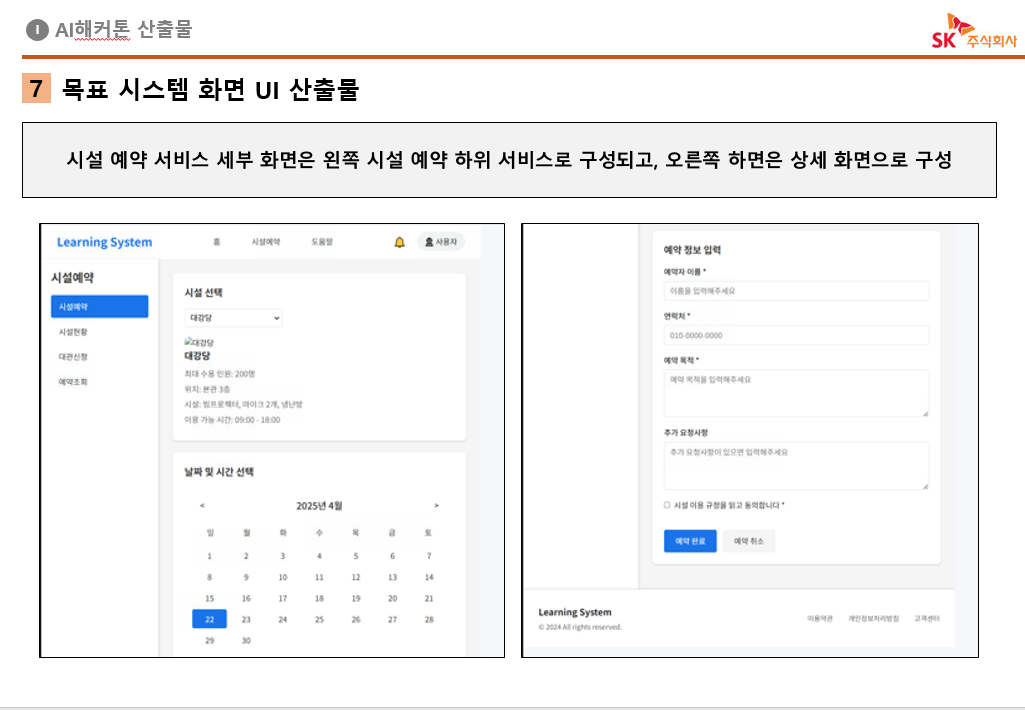 I AI해커톤 산출물
SK 주식회사
7 목표 시스템 화면 UI 산출물
시설 예약 서비스 세부 화면은 왼쪽 시설 예약 하위 서비스로 구성되고, 오른쪽 하면은 상세 화면으로 구성
Learning System 홈 시설예약 도움말 사용자
시설예약
시설예약
시설현황
대관신청
예약조회
시설 선택
대강당
대강당
대강당
최대 수용 인원: 200명
위치: 본관 3층
시설: 빔프로젝터, 마이크 2개, 냉난방
이용 가능 시간: 09:00 - 18:00
날짜 및 시간 선택
< 2025년 4월 >
일 월 화 수 목 금 토
1 2 3 4 5 6 7
8 9 10 11 12 13 14
15 16 17 18 19 20 21
22 23 24 25 26 27 28
29 30
예약 정보 입력
예약자 이름 *
이름을 입력해주세요
연락처 *
010-0000-0000
예약 목적 *
예약 목적을 입력해주세요
추가 요청사항
추가 요청사항이 있으면 입력해주세요
시설 이용 규정을 읽고 동의합니다 *
예약 완료 예약 취소
Learning System
© 2024 All rights reserved.
이용약관 개인정보처리방침 고객센터